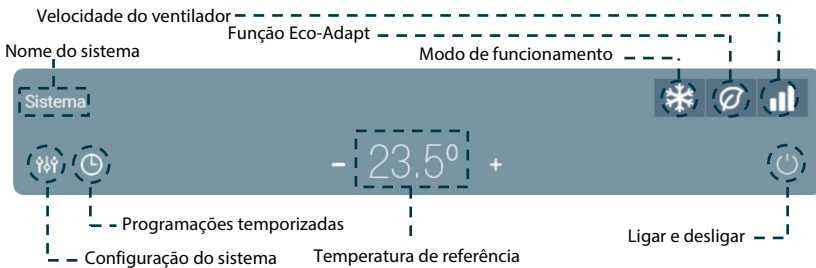 Velocidade do ventilador
Função Eco-Adapt
Nome do sistema
Modo de funcionamento
Sistema
- 23.5º +
Programações temporizadas
Ligar e desligar
Configuração do sistema
Temperatura de referência